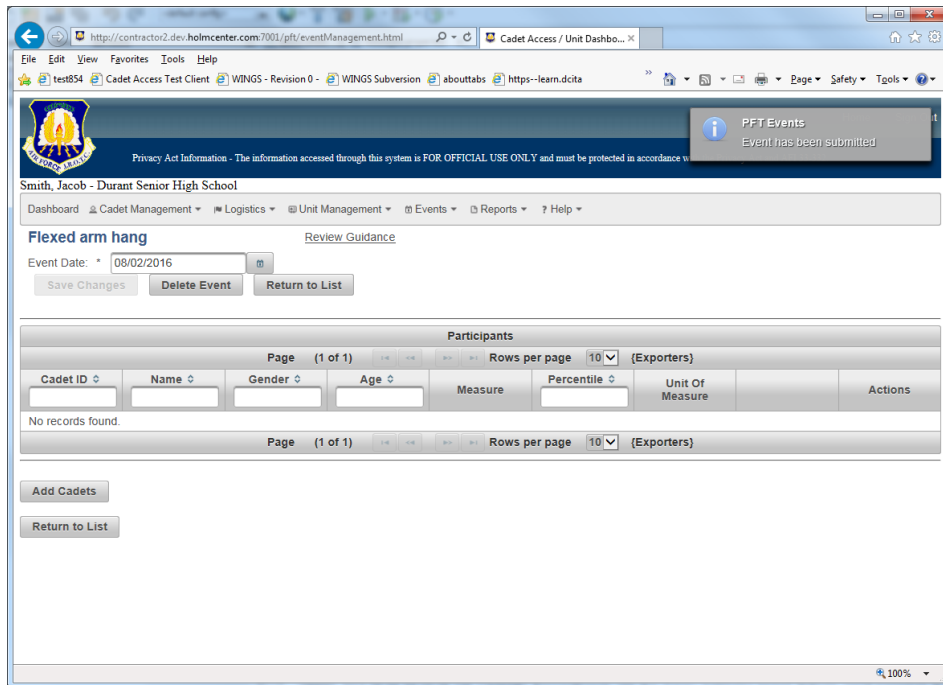 http://contractor2.dev.holmcenter.com:7001/pft/eventManagement.html
Cadet Access / Unit Dashbo...
File Edit View Favorites Tools Help
test854 Cadet Access Test Client WINGS - Revision 0 - WINGS Subversion abouttabs https--learn.dcita » Page Safety Tools
PFT Events
Event has been submitted
Privacy Act Information - The information accessed through this system is FOR OFFICIAL USE ONLY and must be protected in accordance w
Smith, Jacob - Durant Senior High School
Dashboard Cadet Management Logistics Unit Management Events Reports ? Help
Flexed arm hang Review Guidance
Event Date: * 08/02/2016
Save Changes Delete Event Return to List
Participants
Page (1 of 1) Rows per page 10 {Exporters}
Cadet ID Name Gender Age Measure Percentile Unit Of Measure Actions
No records found.
Page (1 of 1) Rows per page 10 {Exporters}
Add Cadets
Return to List
100%